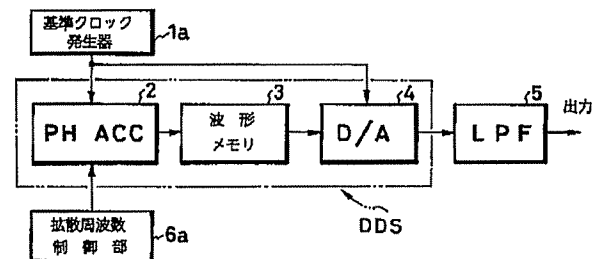 基準クロック
発生器
1a
2
3
4
5
PH ACC
波形
メモリ
D/A
LPF
出力
DDS
拡散周波数
制御部
6a